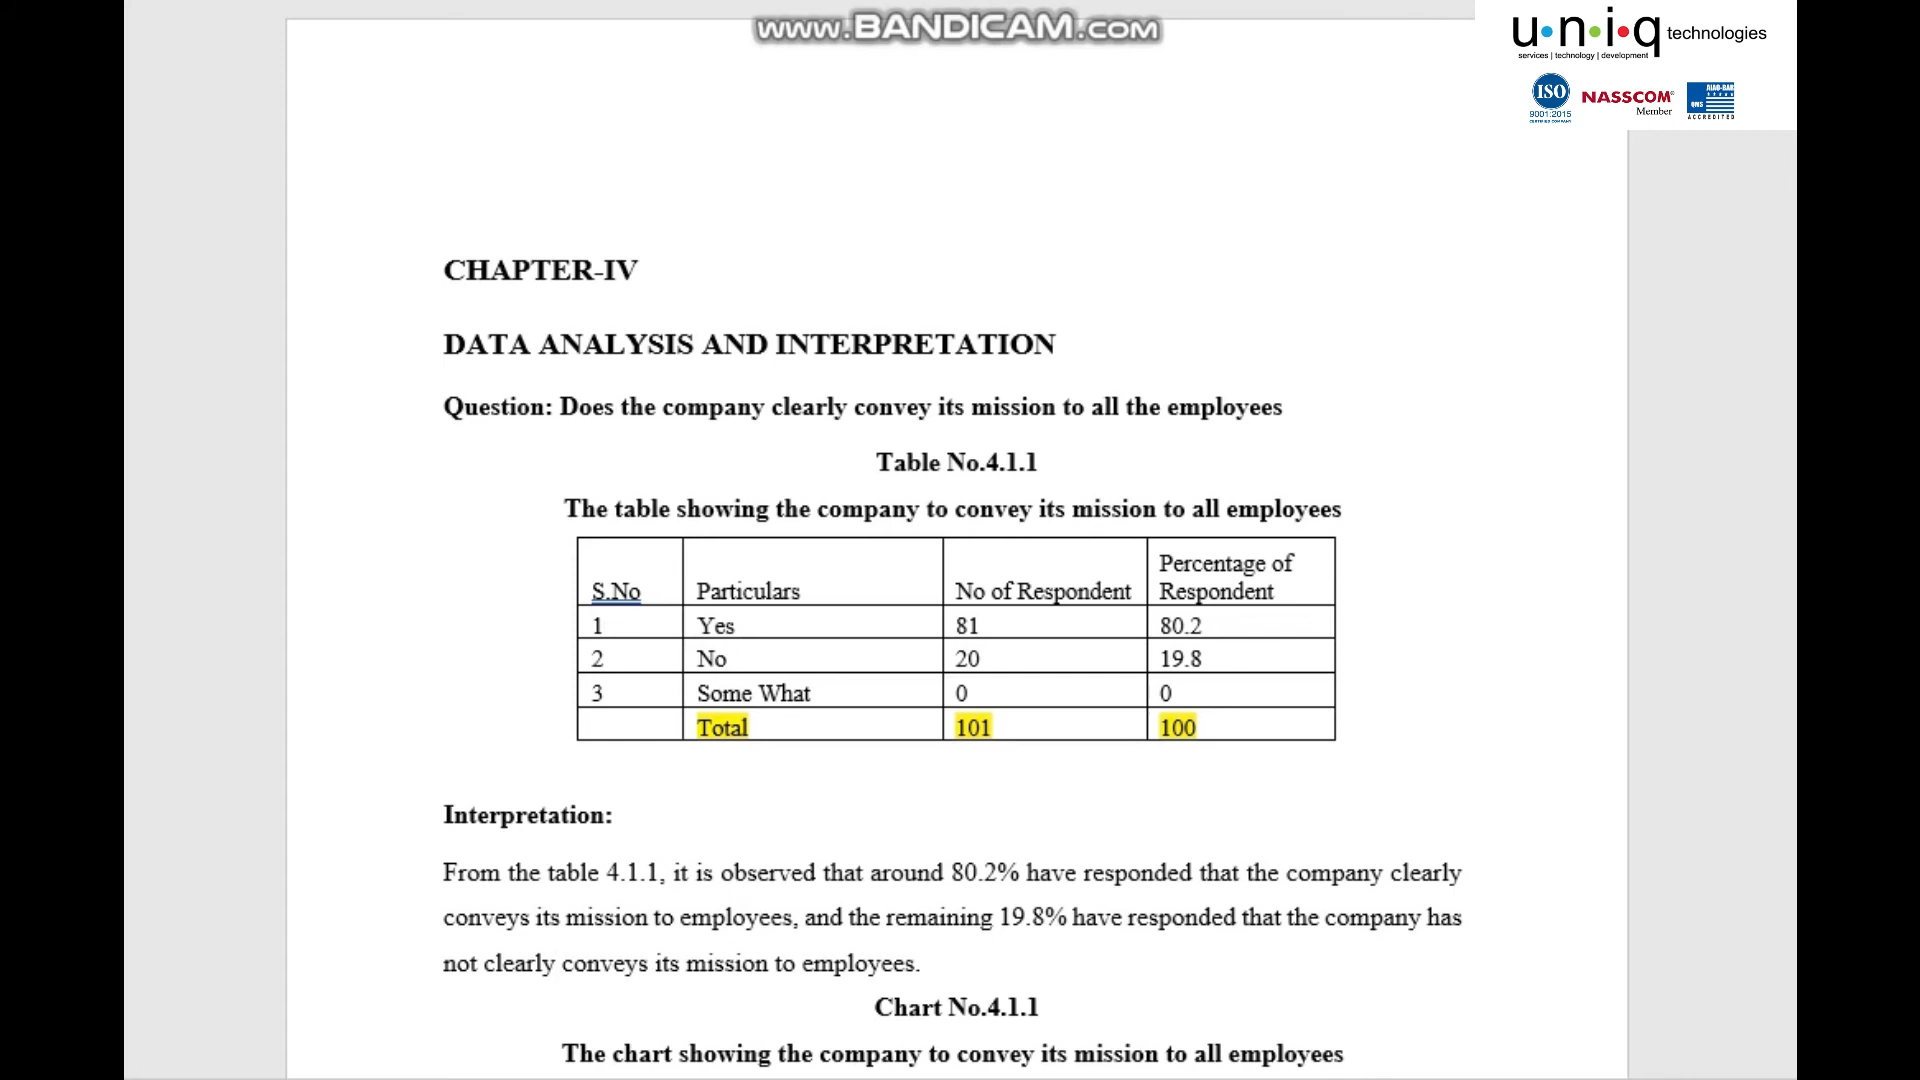 www.BANDICAM.com
u·n·i·q technologies
services | technology | development
ISO
9001:2015
CERTIFIED COMPANY
NASSCOM®
Member
AIAO-BAR
QMS
ACCREDITED
CHAPTER-IV
DATA ANALYSIS AND INTERPRETATION
Question: Does the company clearly convey its mission to all the employees
Table No.4.1.1
The table showing the company to convey its mission to all employees
S.No Particulars No of Respondent Percentage of Respondent
1 Yes 81 80.2
2 No 20 19.8
3 Some What 0 0
Total 101 100
Interpretation:
From the table 4.1.1, it is observed that around 80.2% have responded that the company clearly
conveys its mission to employees, and the remaining 19.8% have responded that the company has
not clearly conveys its mission to employees.
Chart No.4.1.1
The chart showing the company to convey its mission to all employees